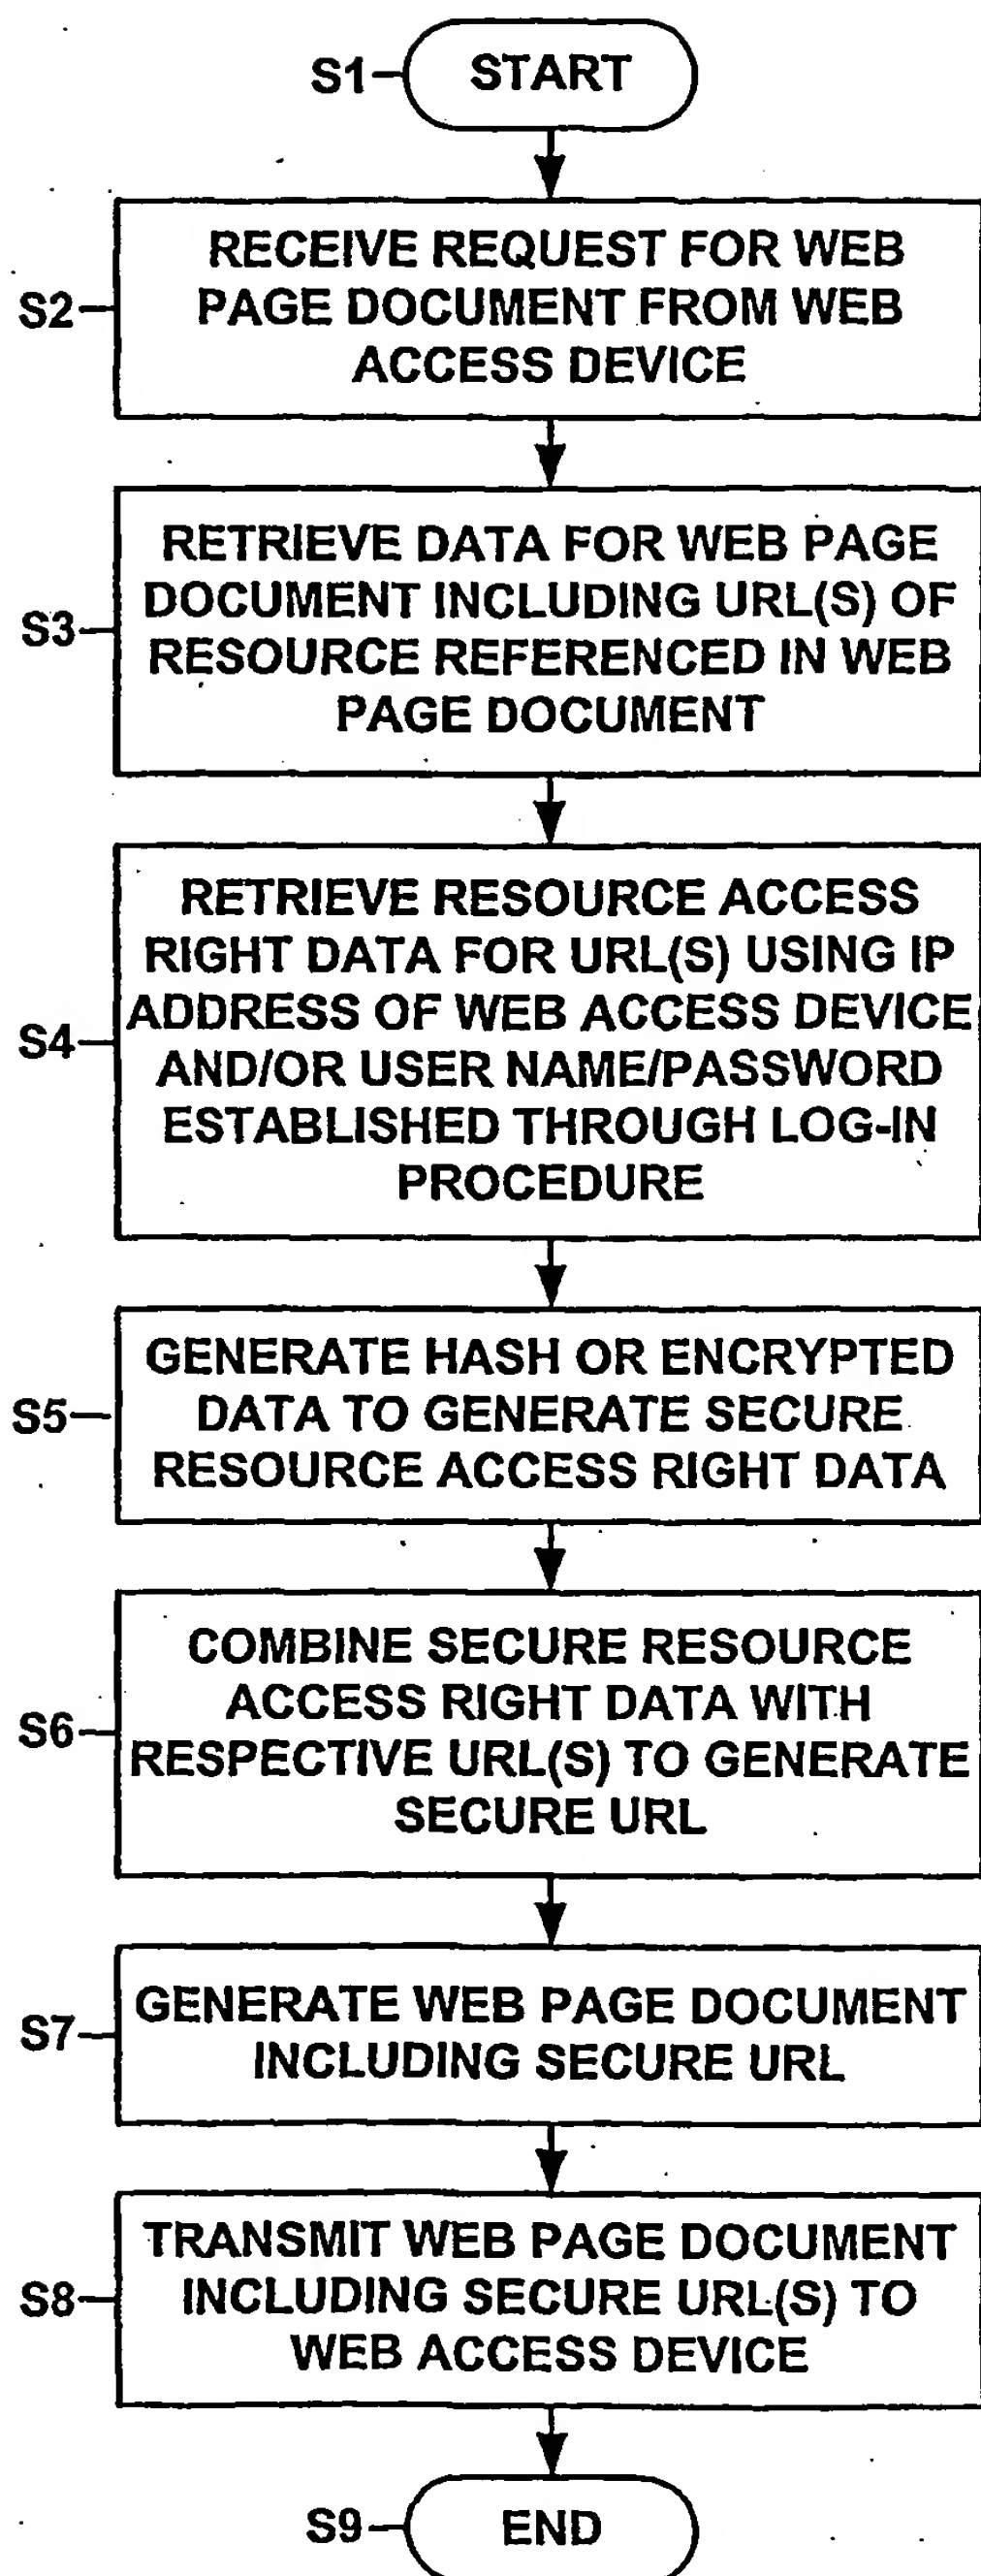 S1
START
S2
RECEIVE REQUEST FOR WEB
PAGE DOCUMENT FROM WEB
ACCESS DEVICE
S3
RETRIEVE DATA FOR WEB PAGE
DOCUMENT INCLUDING URL(S) OF
RESOURCE REFERENCED IN WEB
PAGE DOCUMENT
S4
RETRIEVE RESOURCE ACCESS
RIGHT DATA FOR URL(S) USING IP
ADDRESS OF WEB ACCESS DEVICE
AND/OR USER NAME/PASSWORD
ESTABLISHED THROUGH LOG-IN
PROCEDURE
S5
GENERATE HASH OR ENCRYPTED
DATA TO GENERATE SECURE
RESOURCE ACCESS RIGHT DATA
S6
COMBINE SECURE RESOURCE
ACCESS RIGHT DATA WITH
RESPECTIVE URL(S) TO GENERATE
SECURE URL
S7
GENERATE WEB PAGE DOCUMENT
INCLUDING SECURE URL
S8
TRANSMIT WEB PAGE DOCUMENT
INCLUDING SECURE URL(S) TO
WEB ACCESS DEVICE
S9
END